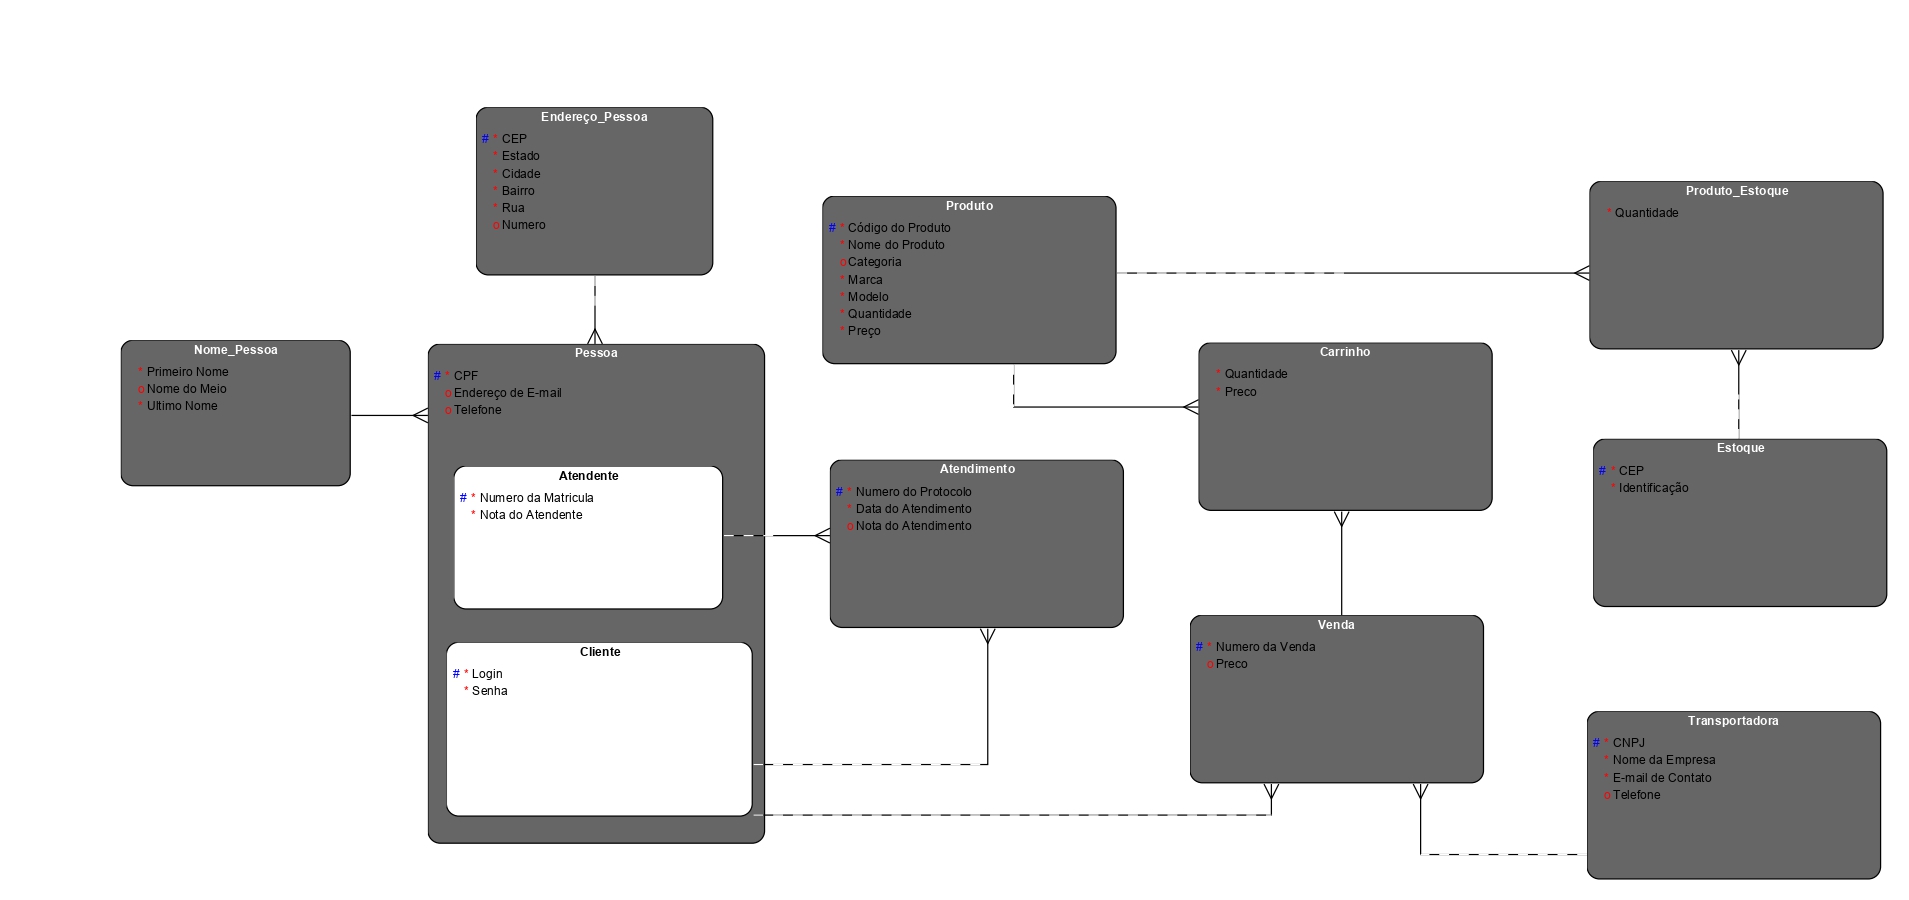 Endereço_Pessoa
# * CEP
* Estado
* Cidade
* Bairro
* Rua
o Numero
Nome_Pessoa
* Primeiro Nome
o Nome do Meio
* Ultimo Nome
Pessoa
# * CPF
o Endereço de E-mail
o Telefone
Atendente
# * Numero da Matricula
* Nota do Atendente
Cliente
# * Login
* Senha
Produto
# * Código do Produto
* Nome do Produto
o Categoria
* Marca
* Modelo
* Quantidade
* Preço
Atendimento
# * Numero do Protocolo
* Data do Atendimento
o Nota do Atendimento
Carrinho
* Quantidade
* Preco
Venda
# * Numero da Venda
o Preco
Produto_Estoque
* Quantidade
Estoque
# * CEP
* Identificação
Transportadora
# * CNPJ
* Nome da Empresa
* E-mail de Contato
o Telefone